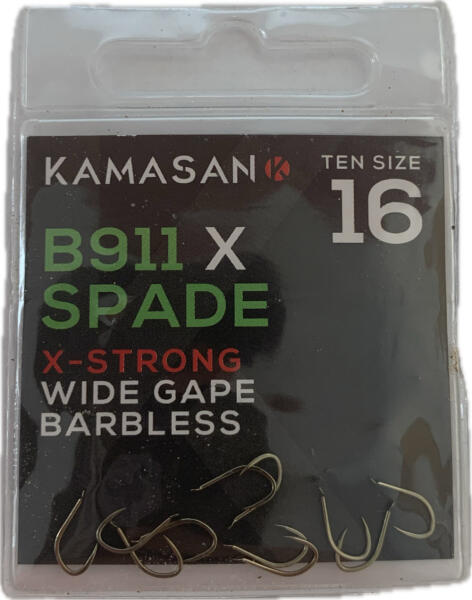 KAMASAN K
TEN SIZE
16
B911 X
SPADE
X-STRONG
WIDE GAPE
BARBLESS